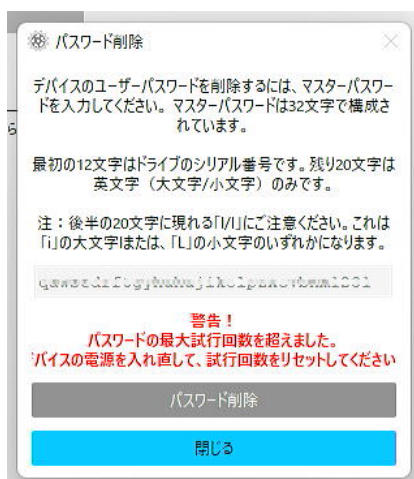 パスワード削除
デバイスのユーザーパスワードを削除するには、マスターパスワー
ドを入力してください。マスターパスワードは32文字で構成さ
れています。
ら
最初の12文字はドライブのシリアル番号です。残り20文字は
英文字（大文字/小文字）のみです。
注：後半の20文字に現れる「I/l」にご注意ください。これは
「i」の大文字Iまたは、「L」の小文字のいずれかになります。
警告！
パスワードの最大試行回数を超えました。
バイスの電源を入れ直して、試行回数をリセットしてください
パスワード削除
閉じる